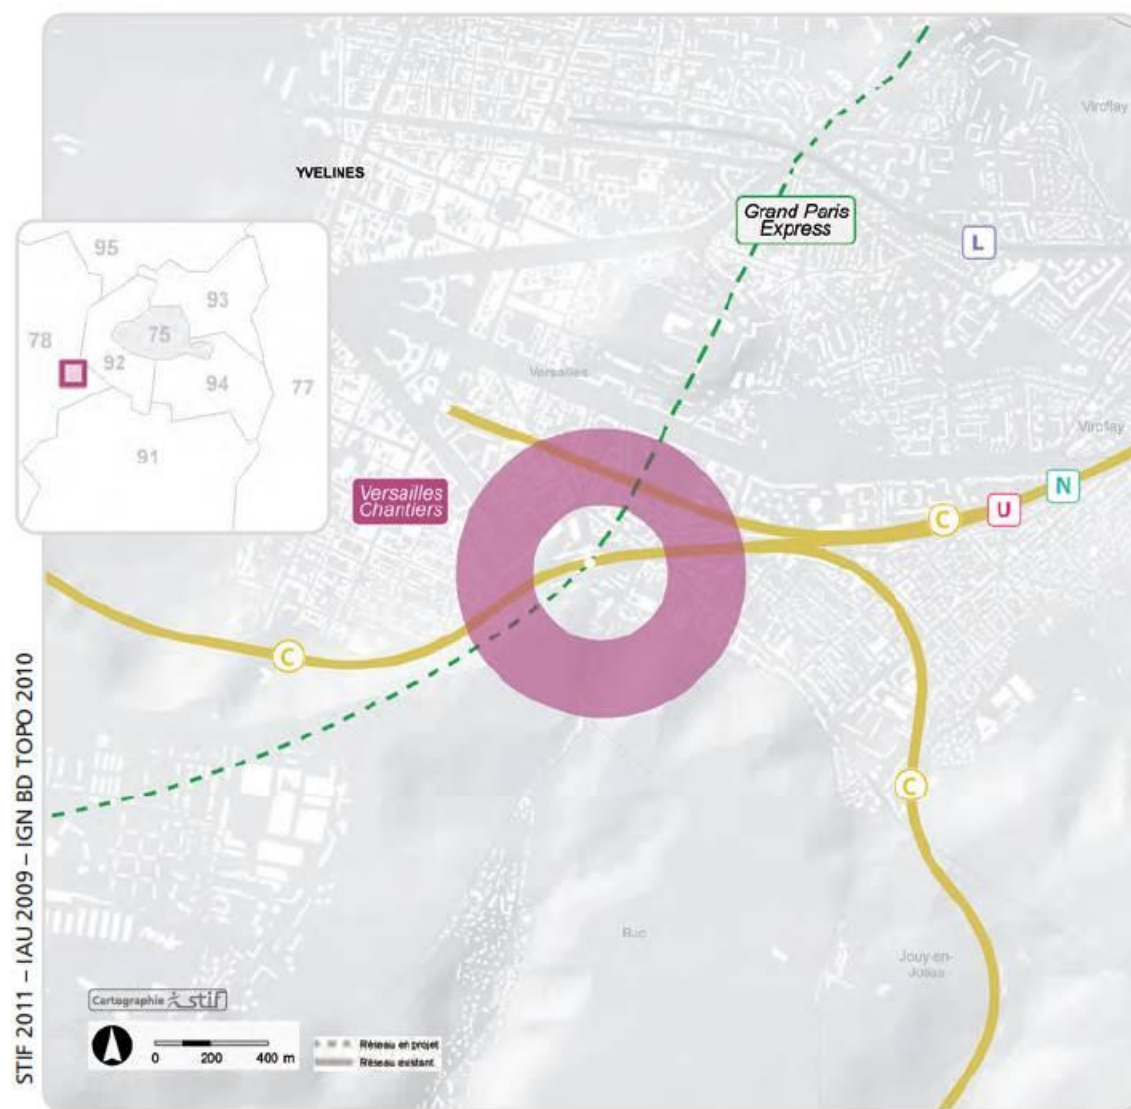 Viroflay
YVELINES
Grand Paris
Express
L
95
93
78
75
92
94
77
91
Versailles
Viroflay
Versailles
Chantiers
N
U
C
C
C
Buc
Jouy-en-
Josas
STIF 2011 – IAU 2009 – IGN BD TOPO 2010
Cartographie stif
0 200 400 m
Réseau en projet
Réseau existant